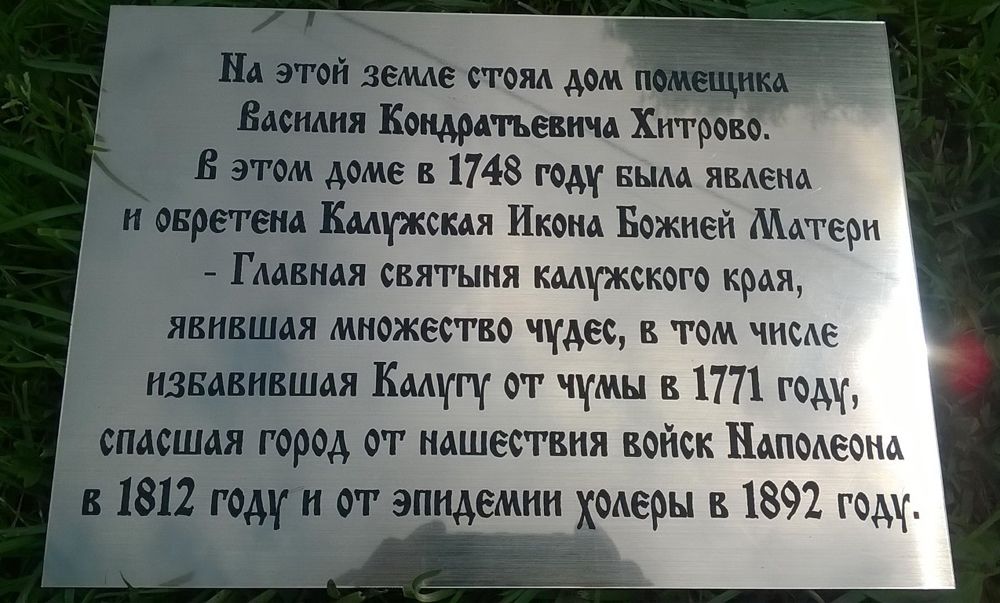 На этой земле стоял дом помещика
Василия Кондратьевича Хитрово.
В этом доме в 1748 году была явлена
и обретена Калужская Икона Божией Матери
- Главная святыня калужского края,
явившая множество чудес, в том числе
избавившая Калугу от чумы в 1771 году,
спасшая город от нашествия войск Наполеона
в 1812 году и от эпидемии холеры в 1892 году.